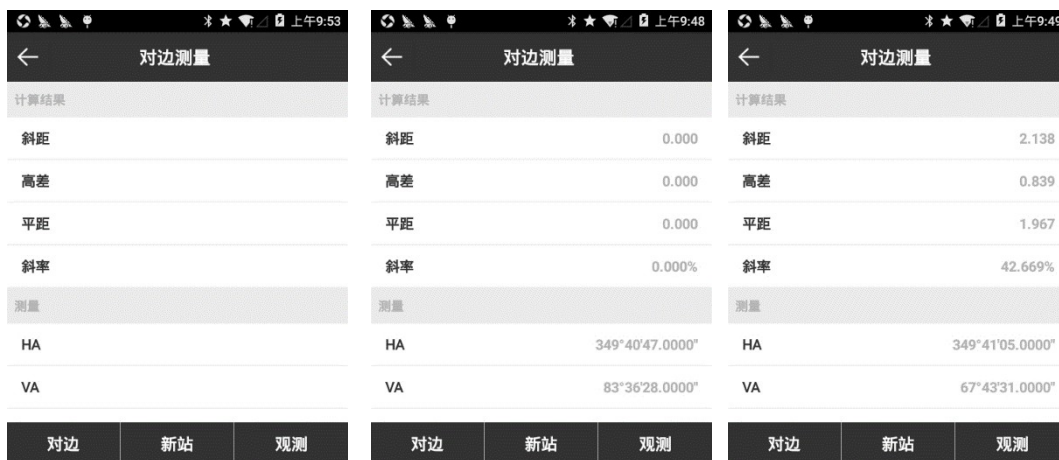 上午9:53
对边测量
计算结果
斜距
高差
平距
斜率
测量
HA
VA
对边 新站 观测
上午9:48
对边测量
计算结果
斜距 0.000
高差 0.000
平距 0.000
斜率 0.000%
测量
HA 349°40'47.0000"
VA 83°36'28.0000"
对边 新站 观测
上午9:49
对边测量
计算结果
斜距 2.138
高差 0.839
平距 1.967
斜率 42.669%
测量
HA 349°41'05.0000"
VA 67°43'31.0000"
对边 新站 观测